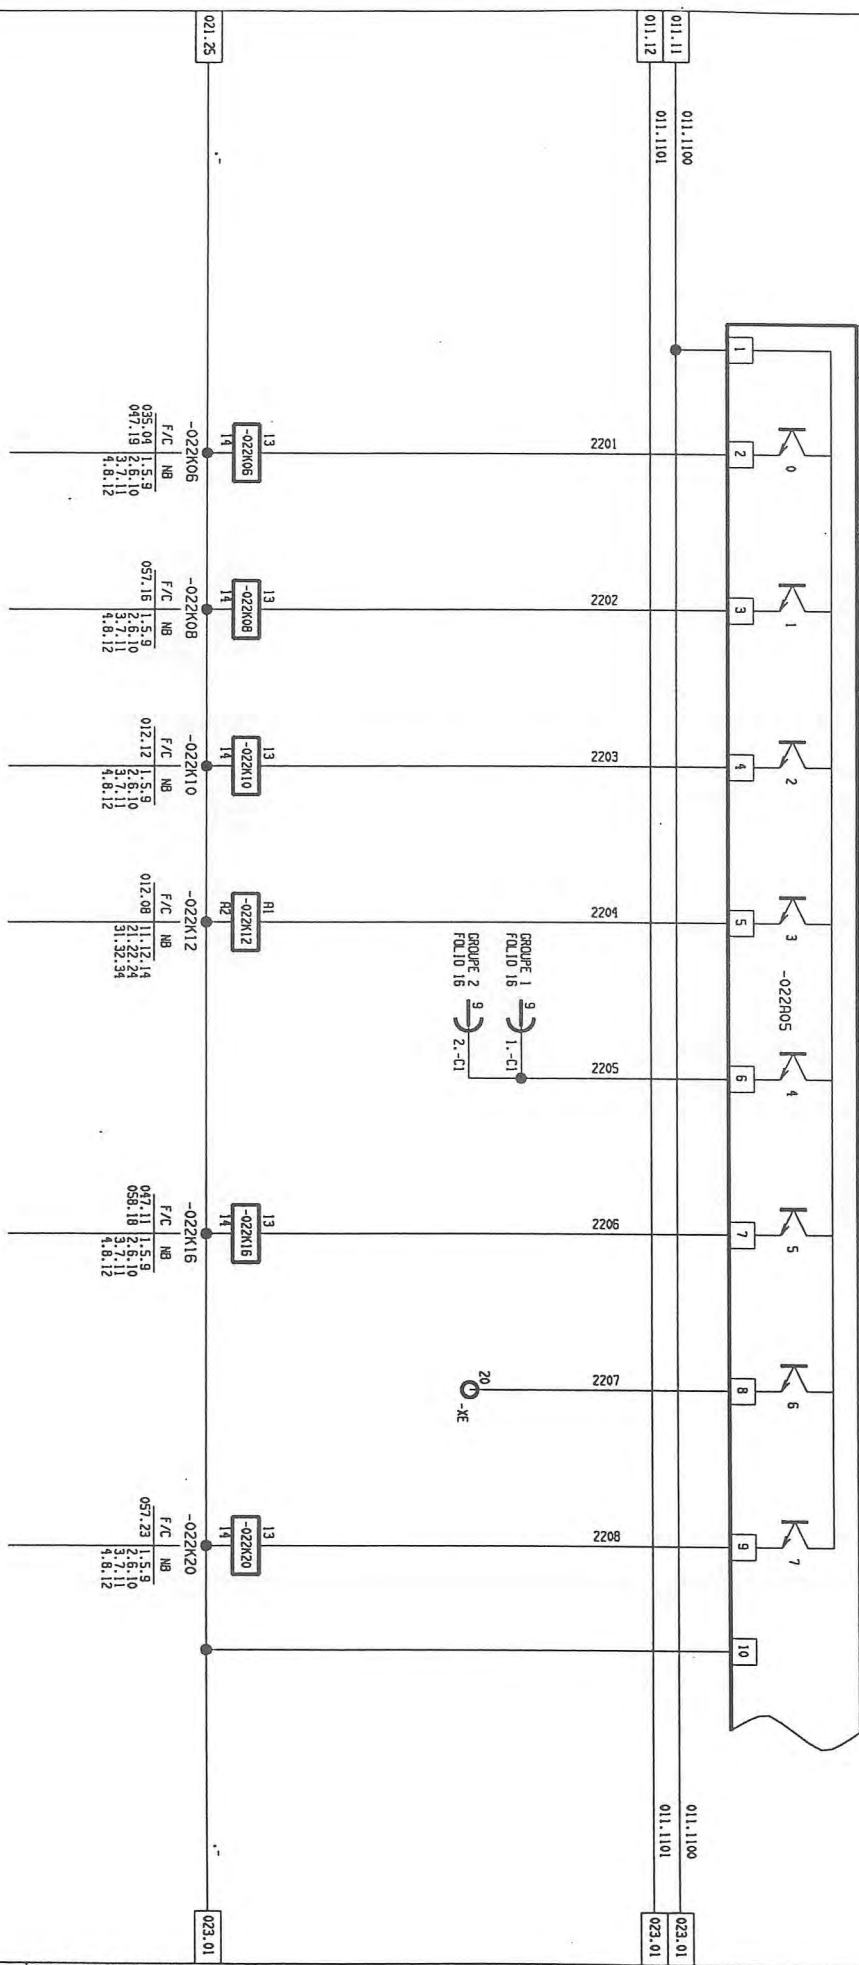 011.11
011.12
021.25
011.1100
011.1101
.-
1
2
3
4
5
6
7
8
9
10
0
1
2
3
4
5
6
7
-022A05
2201
2202
2203
2204
2205
2206
2207
2208
GROUPE 1
FOLIO 16
9
1.-C1
GROUPE 2
FOLIO 16
9
2.-C1
20
-XE
13
-022K06
14
13
-022K08
14
13
-022K10
14
A1
-022K12
A2
13
-022K16
14
13
-022K20
14
-022K06
F/C NB
035.04 1.5.9
047.19 2.6.10
3.7.11
4.8.12
-022K08
F/C NB
057.16 1.5.9
2.6.10
3.7.11
4.8.12
-022K10
F/C NB
012.12 1.5.9
2.6.10
3.7.11
4.8.12
-022K12
F/C NB
012.08 11.12.14
21.22.24
31.32.34
-022K16
F/C NB
047.11 1.5.9
058.18 2.6.10
3.7.11
4.8.12
-022K20
F/C NB
057.23 1.5.9
2.6.10
3.7.11
4.8.12
011.1100
011.1101
.-
023.01
023.01
023.01